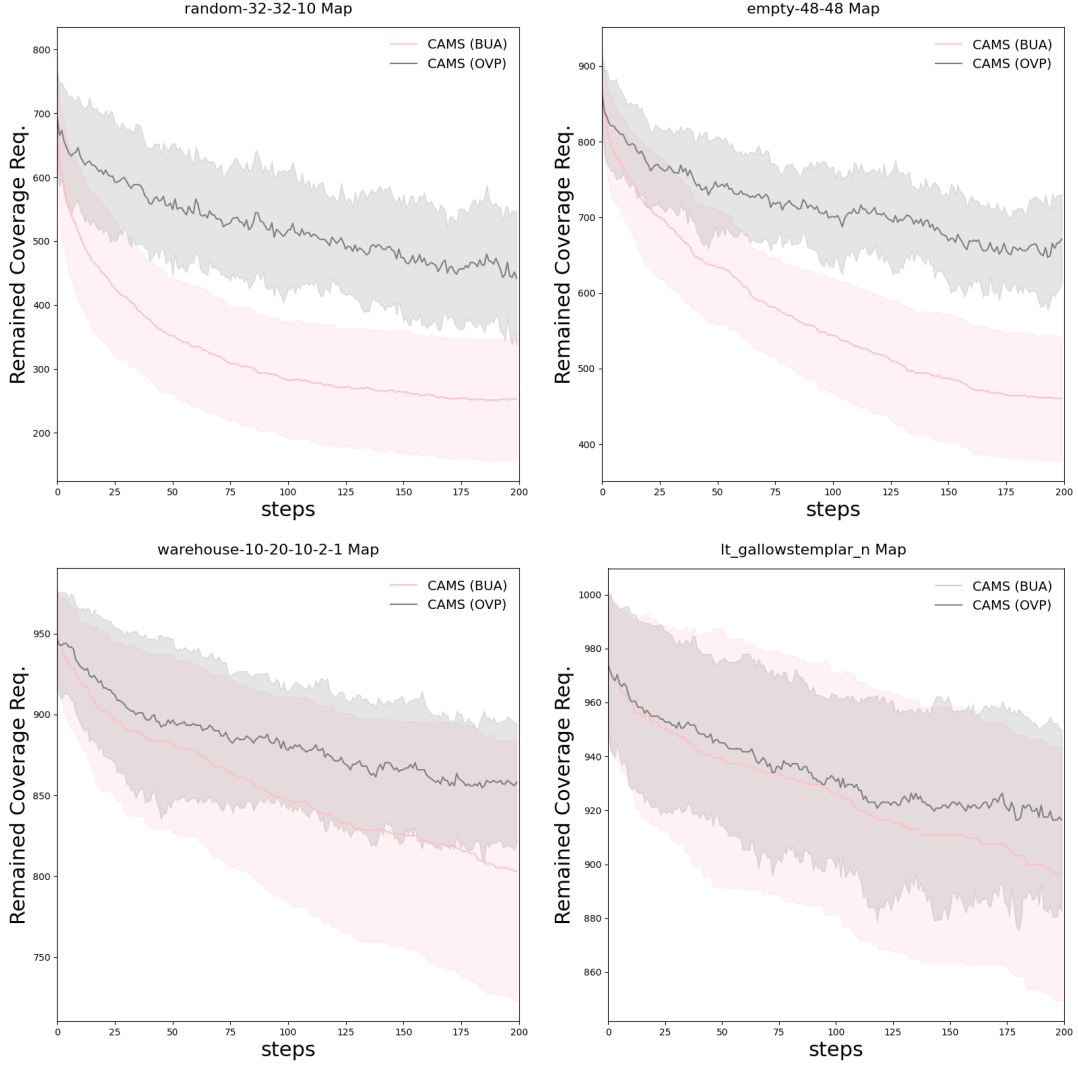 random-32-32-10 Map
CAMS (BUA)
CAMS (OVP)
800
700
600
500
400
300
200
Remained Coverage Req.
0 25 50 75 100 125 150 175 200
steps
empty-48-48 Map
CAMS (BUA)
CAMS (OVP)
900
800
700
600
500
400
Remained Coverage Req.
0 25 50 75 100 125 150 175 200
steps
warehouse-10-20-10-2-1 Map
CAMS (BUA)
CAMS (OVP)
950
900
850
800
750
Remained Coverage Req.
0 25 50 75 100 125 150 175 200
steps
lt_gallowstemplar_n Map
CAMS (BUA)
CAMS (OVP)
1000
980
960
940
920
900
880
860
Remained Coverage Req.
0 25 50 75 100 125 150 175 200
steps